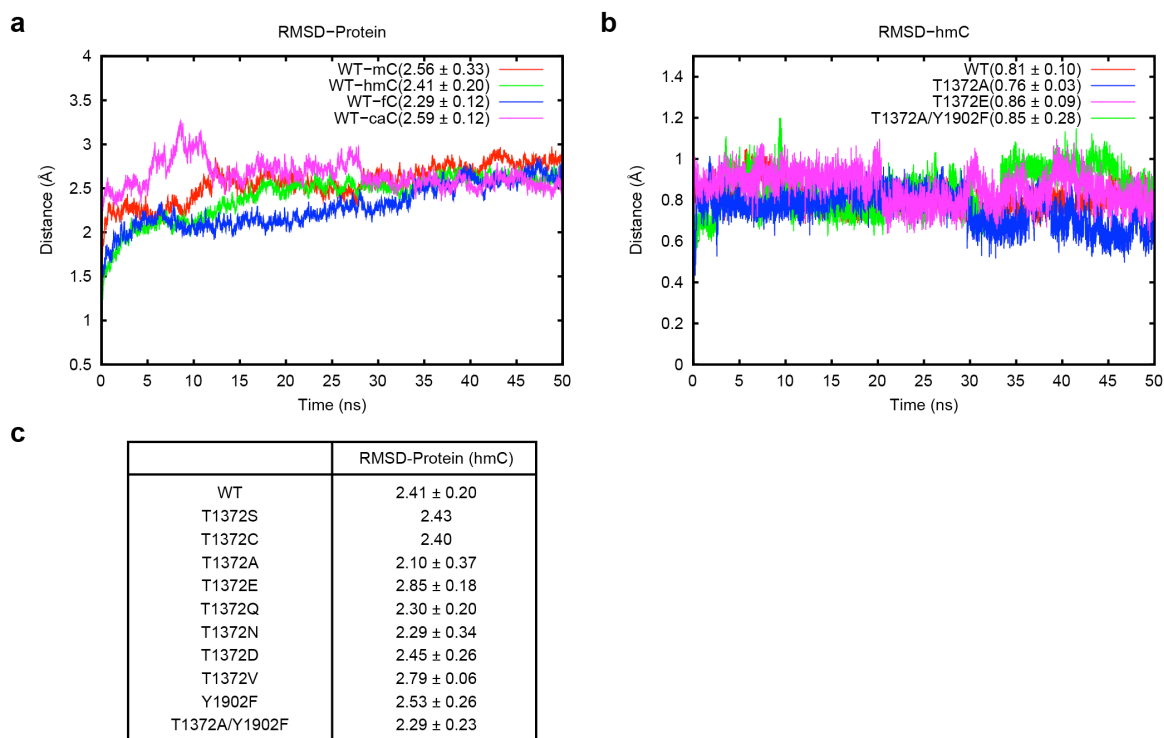 a
RMSD−Protein
WT−mC(2.56 ± 0.33)
WT−hmC(2.41 ± 0.20)
WT−fC(2.29 ± 0.12)
WT−caC(2.59 ± 0.12)
4
3.5
3
2.5
2
1.5
1
0.5
Distance (Å)
0 5 10 15 20 25 30 35 40 45 50
Time (ns)
b
RMSD−hmC
WT(0.81 ± 0.10)
T1372A(0.76 ± 0.03)
T1372E(0.86 ± 0.09)
T1372A/Y1902F(0.85 ± 0.28)
1.4
1.2
1
0.8
0.6
0.4
0.2
0
Distance (Å)
0 5 10 15 20 25 30 35 40 45 50
Time (ns)
c
RMSD-Protein (hmC)
WT 2.41 ± 0.20
T1372S 2.43
T1372C 2.40
T1372A 2.10 ± 0.37
T1372E 2.85 ± 0.18
T1372Q 2.30 ± 0.20
T1372N 2.29 ± 0.34
T1372D 2.45 ± 0.26
T1372V 2.79 ± 0.06
Y1902F 2.53 ± 0.26
T1372A/Y1902F 2.29 ± 0.23